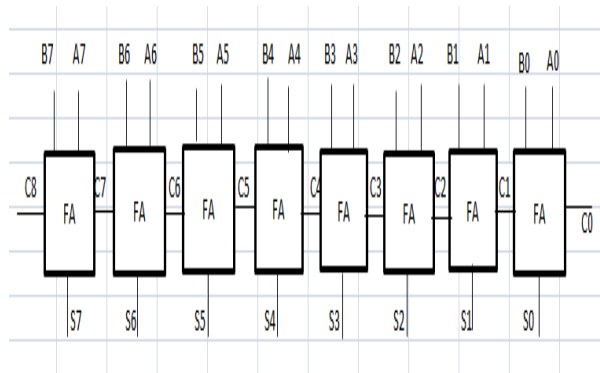 B7 A7 B6 A6 B5 A5 B4 A4 B3 A3 B2 A2 B1 A1 B0 A0
C8 C7 C6 C5 C4 C3 C2 C1
FA FA FA FA FA FA FA FA
C0
S7 S6 S5 S4 S3 S2 S1 S0